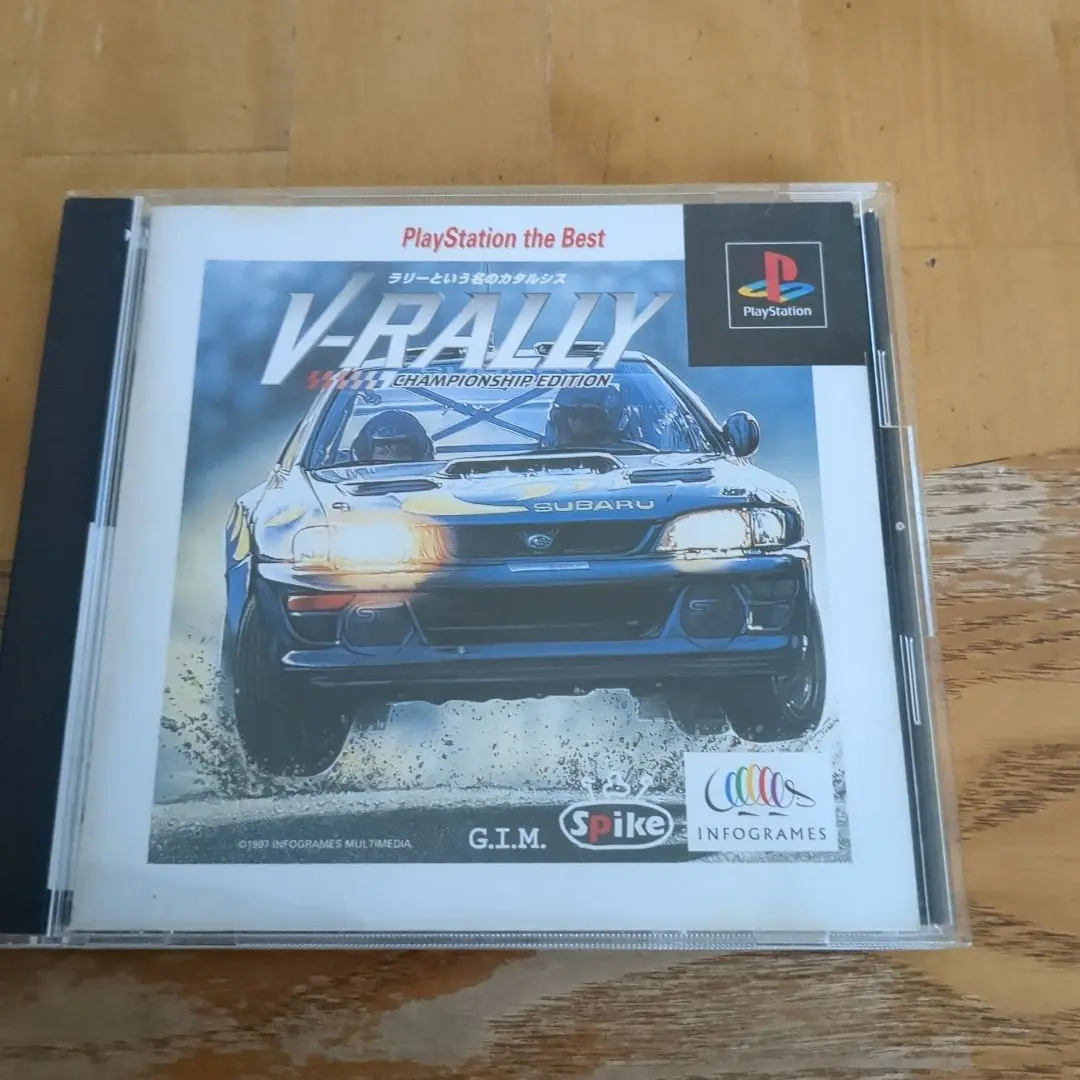 PlayStation the Best
PlayStation
ラリーという名のカタルシス
V-RALLY
CHAMPIONSHIP EDITION
SUBARU
©1997 INFOGRAMES MULTIMEDIA.
G.I.M.
Spike
INFOGRAMES